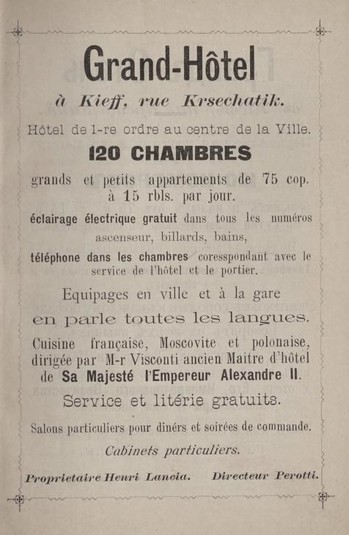 Grand-Hôtel
à Kieff, rue Krsechatik.
Hôtel de 1-re ordre au centre de la Ville.
120 CHAMBRES
grands et petits appartements de 75 cop.
à 15 rbls. par jour.
éclairage électrique gratuit dans tous les numéros
ascenseur, billards, bains,
téléphone dans les chambres coresspondant avec le
service de l'hôtel et le portier.
Equipages en ville et à la gare
en parle toutes les langues.
Cuisine française, Moscovite et polonaise,
dirigée par M-r Visconti ancien Maitre d'hôtel
de Sa Majesté l'Empereur Alexandre II.
Service et litérie gratuits.
Salons particuliers pour dinérs et soirées de commande.
Cabinets particuliers.
Proprietaire Henri Lancia. Directeur Perotti.